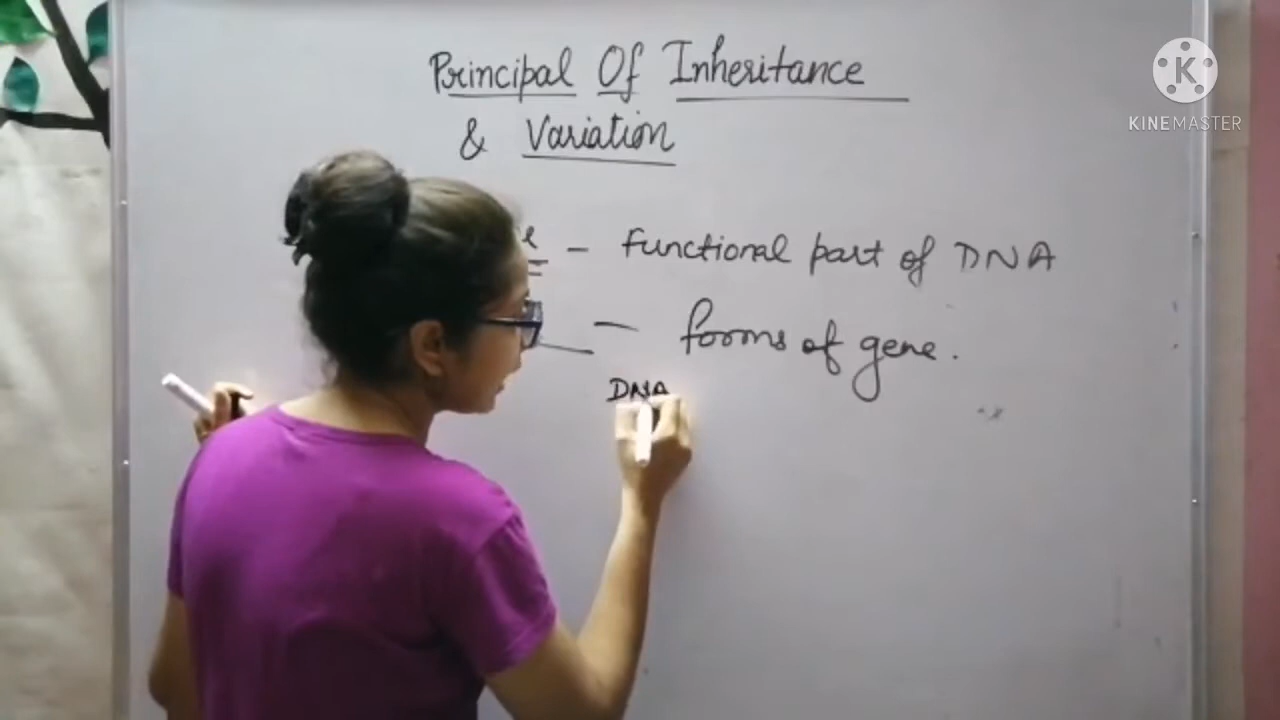 Principal Of Inheritance
& Variation
– Functional part of DNA
– forms of gene.
DNA
KINEMASTER